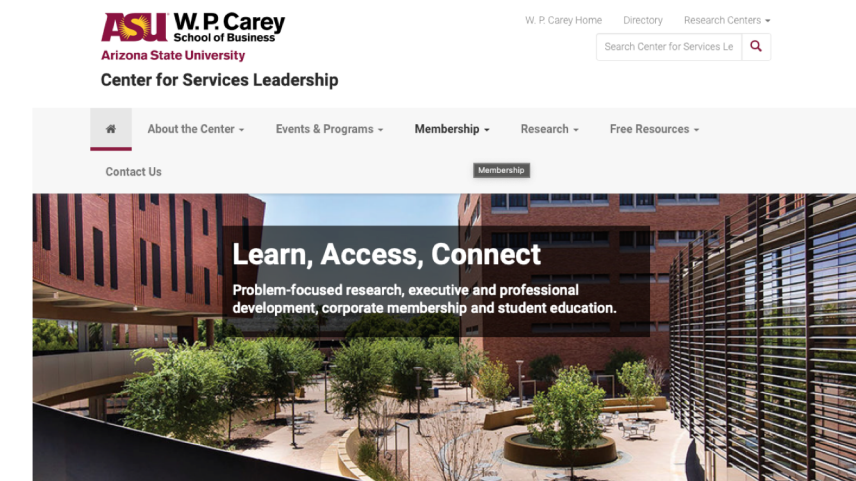 ASU W. P. Carey
School of Business
Arizona State University
Center for Services Leadership
W. P. Carey Home Directory Research Centers
Search Center for Services Le
About the Center Events & Programs Membership Research Free Resources
Contact Us
Membership
Learn, Access, Connect
Problem-focused research, executive and professional
development, corporate membership and student education.